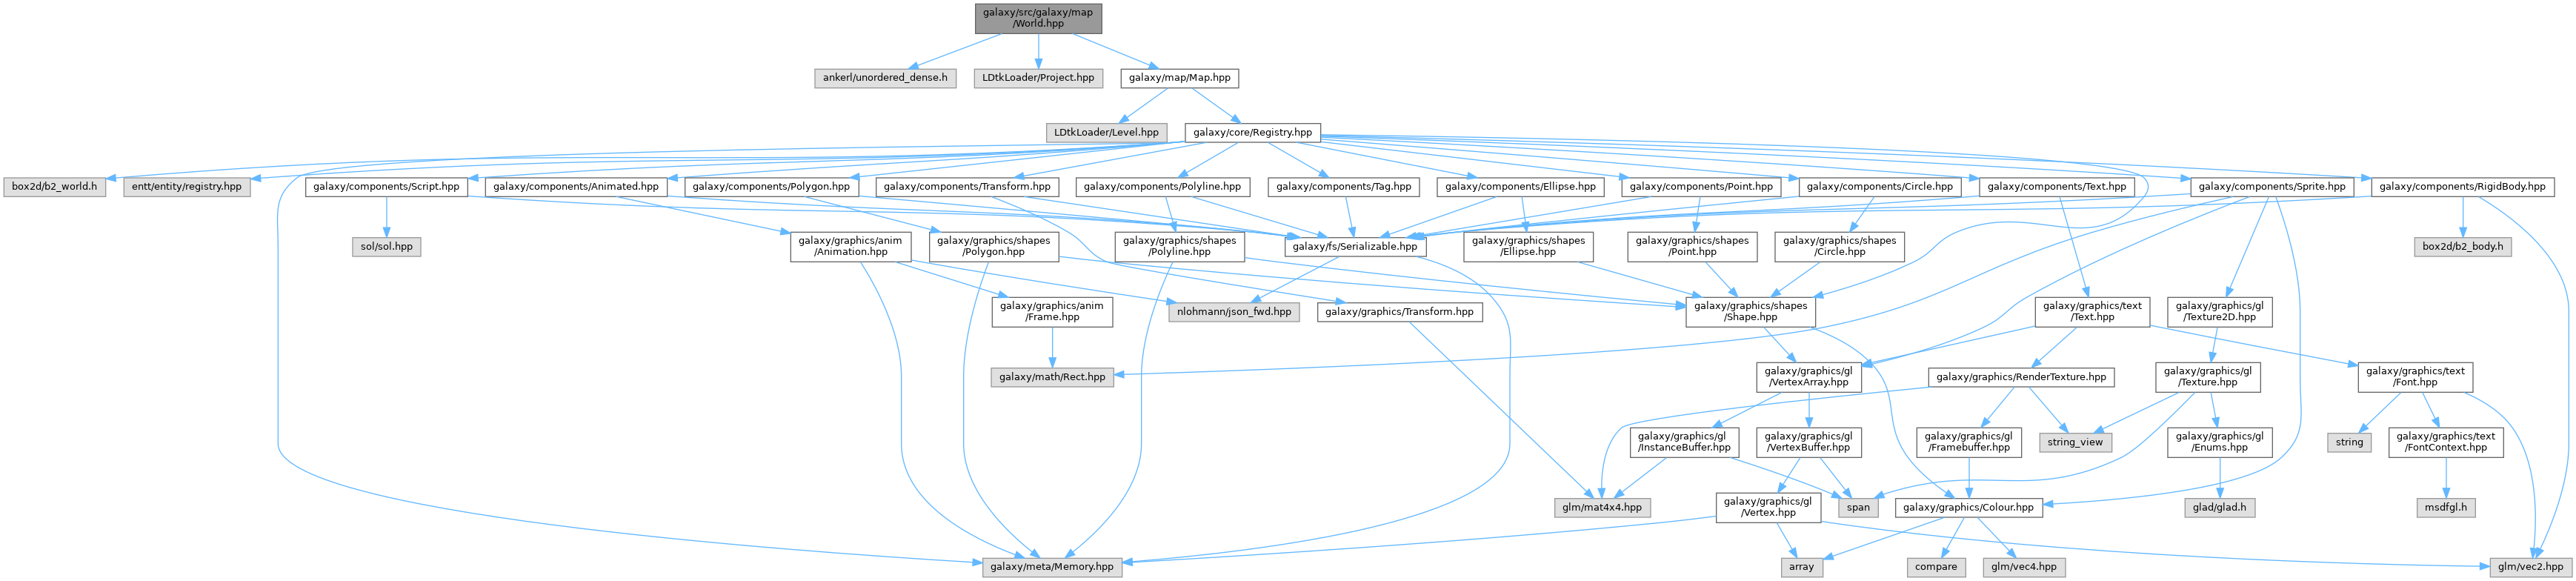 galaxy/src/galaxy/map
/World.hpp
ankerl/unordered_dense.h
LDtkLoader/Project.hpp
galaxy/map/Map.hpp
LDtkLoader/Level.hpp
galaxy/core/Registry.hpp
box2d/b2_world.h
entt/entity/registry.hpp
galaxy/components/Script.hpp
galaxy/components/Animated.hpp
galaxy/components/Polygon.hpp
galaxy/components/Transform.hpp
galaxy/components/Polyline.hpp
galaxy/components/Tag.hpp
galaxy/components/Ellipse.hpp
galaxy/components/Point.hpp
galaxy/components/Circle.hpp
galaxy/components/Text.hpp
galaxy/components/Sprite.hpp
galaxy/components/RigidBody.hpp
sol/sol.hpp
galaxy/graphics/anim
/Animation.hpp
galaxy/graphics/shapes
/Polygon.hpp
galaxy/graphics/shapes
/Polyline.hpp
galaxy/fs/Serializable.hpp
galaxy/graphics/shapes
/Ellipse.hpp
galaxy/graphics/shapes
/Point.hpp
galaxy/graphics/shapes
/Circle.hpp
box2d/b2_body.h
galaxy/graphics/anim
/Frame.hpp
nlohmann/json_fwd.hpp
galaxy/graphics/Transform.hpp
galaxy/graphics/shapes
/Shape.hpp
galaxy/graphics/text
/Text.hpp
galaxy/graphics/gl
/Texture2D.hpp
galaxy/math/Rect.hpp
galaxy/graphics/gl
/VertexArray.hpp
galaxy/graphics/RenderTexture.hpp
galaxy/graphics/gl
/Texture.hpp
galaxy/graphics/text
/Font.hpp
galaxy/graphics/gl
/InstanceBuffer.hpp
galaxy/graphics/gl
/VertexBuffer.hpp
galaxy/graphics/gl
/Framebuffer.hpp
string_view
galaxy/graphics/gl
/Enums.hpp
string
galaxy/graphics/text
/FontContext.hpp
glm/mat4x4.hpp
galaxy/graphics/gl
/Vertex.hpp
span
galaxy/graphics/Colour.hpp
glad/glad.h
msdfgl.h
galaxy/meta/Memory.hpp
array
compare
glm/vec4.hpp
glm/vec2.hpp